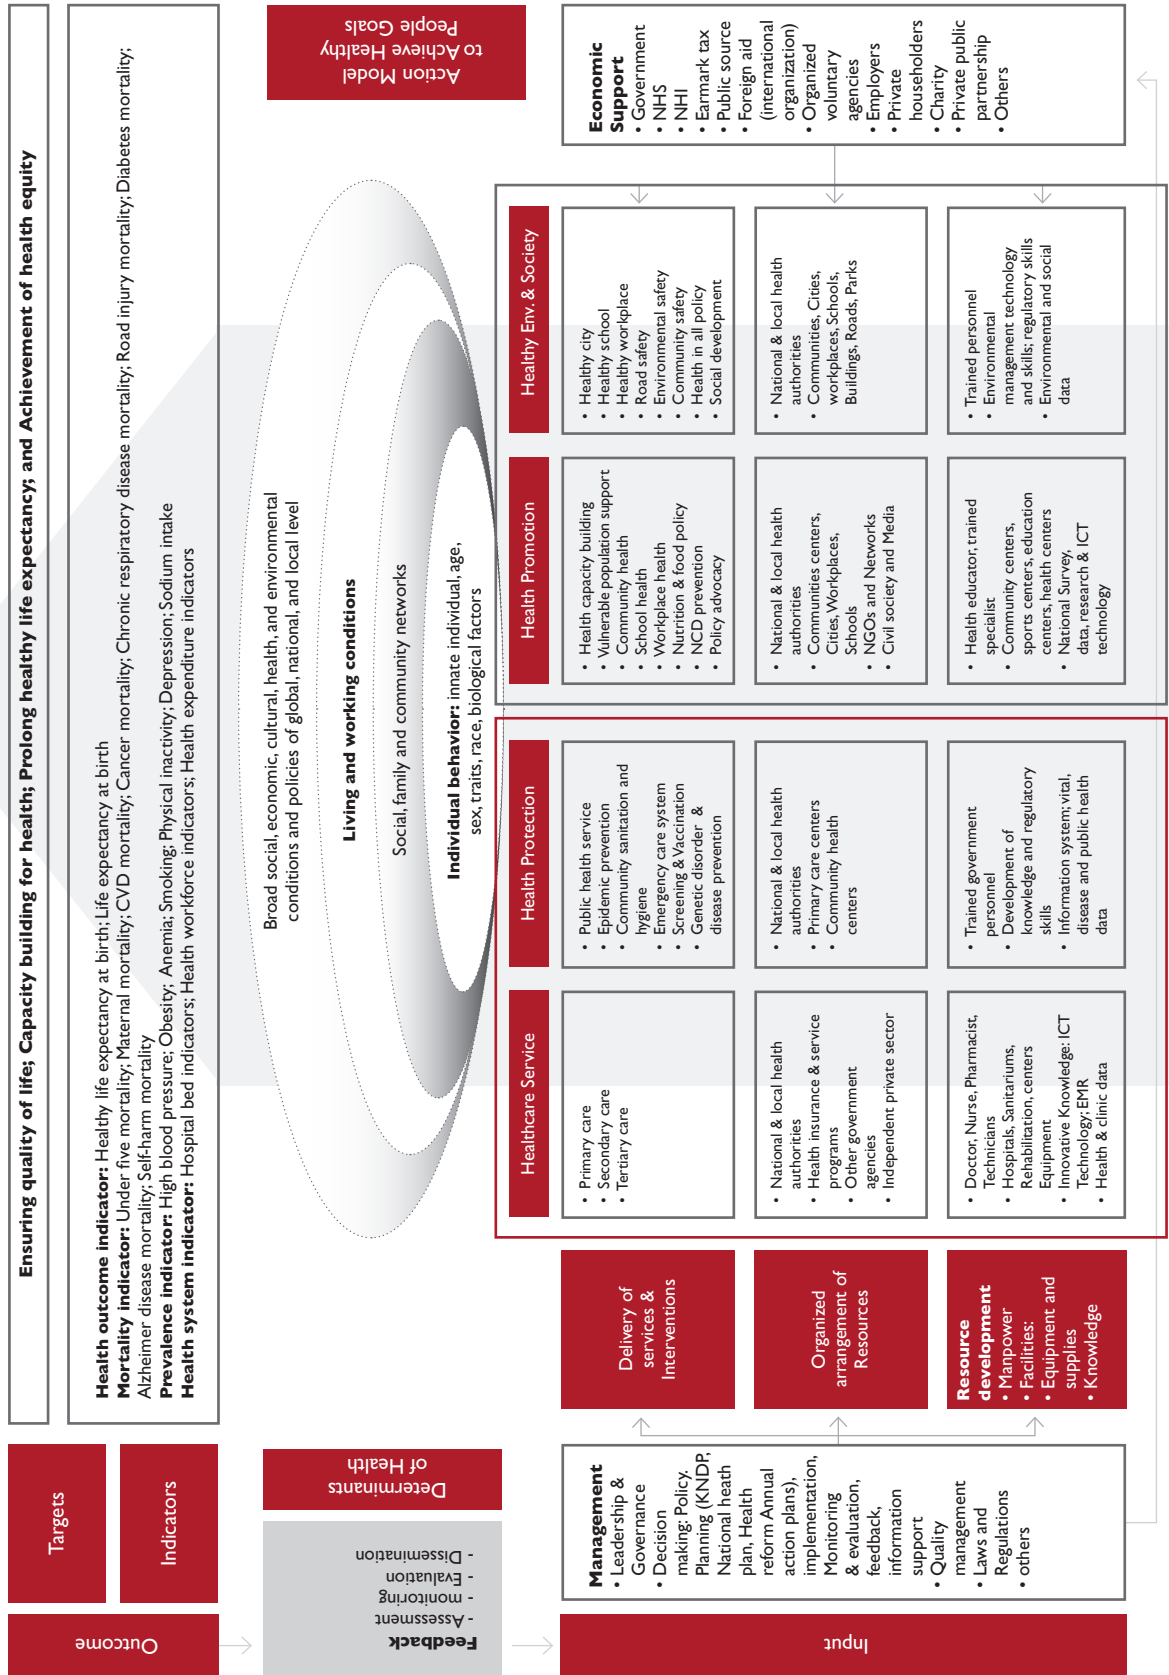 Outcome
Targets
Ensuring quality of life; Capacity building for health; Prolong healthy life expectancy; and Achievement of health equity
Indicators
Health outcome indicator: Healthy life expectancy at birth; Life expectancy at birth
Mortality indicator: Under five mortality; Maternal mortality; CVD mortality; Cancer mortality; Chronic respiratory disease mortality; Road injury mortality; Diabetes mortality;
Alzheimer disease mortality; Self-harm mortality
Prevalence indicator: High blood pressure; Obesity; Anemia; Smoking; Physical inactivity; Depression; Sodium intake
Health system indicator: Hospital bed indicators; Health workforce indicators; Health expenditure indicators
Feedback
- Assessment
- monitoring
- Evaluation
- Dissemination
Determinants
of Health
Broad social, economic, cultural, health, and environmental
conditions and policies of global, national, and local level
Living and working conditions
Social, family and community networks
Individual behavior: innate individual, age,
sex, traits, race, biological factors
Action Model
to Achieve Healthy
People Goals
Input
Management
• Leadership &
Governance
• Decision
making; Policy,
Planning (KNDP,
National heath
plan, Health
reform Annual
action plans),
implementation,
Monitoring
& evaluation,
feedback,
information
support
• Quality
management
• Laws and
Regulations
• others
Delivery of
services &
Interventions
Organized
arrangement of
Resources
Resource
development
• Manpower
• Facilities:
• Equipment and
supplies
• Knowledge
Healthcare Service
• Primary care
• Secondary care
• Tertiary care
• National & local health
authorities
• Health insurance & service
programs
• Other government
agencies
• Independent private sector
• Doctor, Nurse, Pharmacist,
Technicians
• Hospitals, Sanitariums,
Rehabilitation, centers
Equipment
• Innovative Knowledge: ICT
Technology; EMR
• Health & clinic data
Health Protection
• Public health service
• Epidemic prevention
• Community sanitation and
hygiene
• Emergency care system
• Screening & Vaccination
• Genetic disorder &
disease prevention
• National & local health
authorities
• Primary care centers
• Community health
centers
• Trained government
personnel
• Development of
knowledge and regulatory
skills
• Information system; vital,
disease and public health
data
Health Promotion
• Health capacity building
• Vulnerable population support
• Community health
• School health
• Workplace health
• Nutrition & food policy
• NCD prevention
• Policy advocacy
• National & local health
authorities
• Communities centers,
Cities, Workplaces,
Schools
• NGOs and Networks
• Civil society and Media
• Health educator, trained
specialist
• Community centers,
sports centers, education
centers, health centers
• National Survey,
data, research & ICT
technology
Healthy Env. & Society
• Healthy city
• Healthy school
• Healthy workplace
• Road safety
• Environmental safety
• Community safety
• Health in all policy
• Social development
• National & local health
authorities
• Communities, Cities,
workplaces, Schools,
Buildings, Roads, Parks
• Trained personnel
• Environmental
management technology
and skills; regulatory skills
• Environmental and social
data
Economic
Support
• Government
• NHS
• NHI
• Earmark tax
• Public source
• Foreign aid
(international
organization)
• Organized
voluntary
agencies
• Employers
• Private
householders
• Charity
• Private public
partnership
• Others